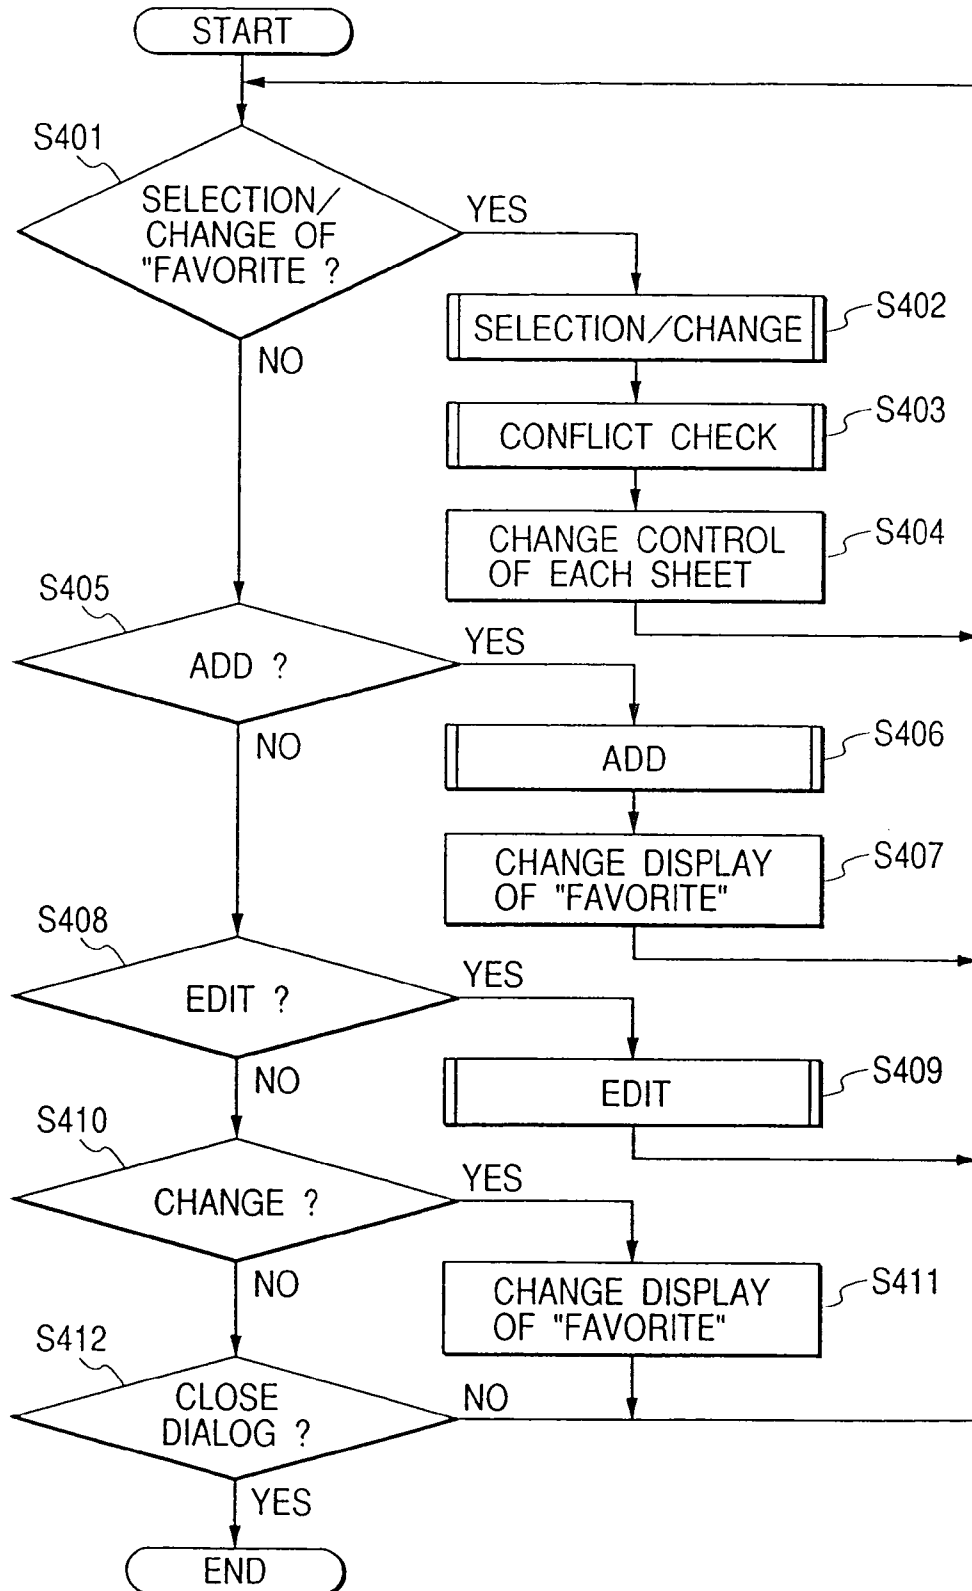 START
S401
SELECTION/
CHANGE OF
"FAVORITE ?
YES
NO
SELECTION/CHANGE
S402
CONFLICT CHECK
S403
CHANGE CONTROL
OF EACH SHEET
S404
S405
ADD ?
YES
NO
ADD
S406
CHANGE DISPLAY
OF "FAVORITE"
S407
S408
EDIT ?
YES
NO
EDIT
S409
S410
CHANGE ?
YES
NO
CHANGE DISPLAY
OF "FAVORITE"
S411
S412
CLOSE
DIALOG ?
NO
YES
END